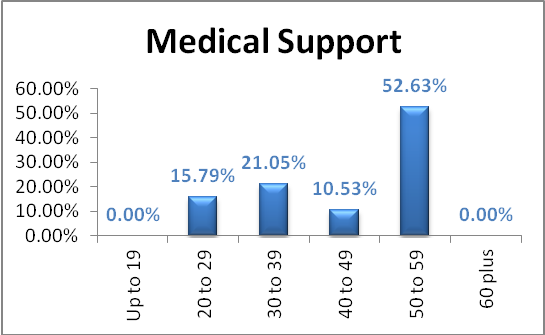 Medical Support
60.00%
50.00%
40.00%
30.00%
20.00%
10.00%
0.00%
0.00%
15.79%
21.05%
10.53%
52.63%
0.00%
Up to 19
20 to 29
30 to 39
40 to 49
50 to 59
60 plus